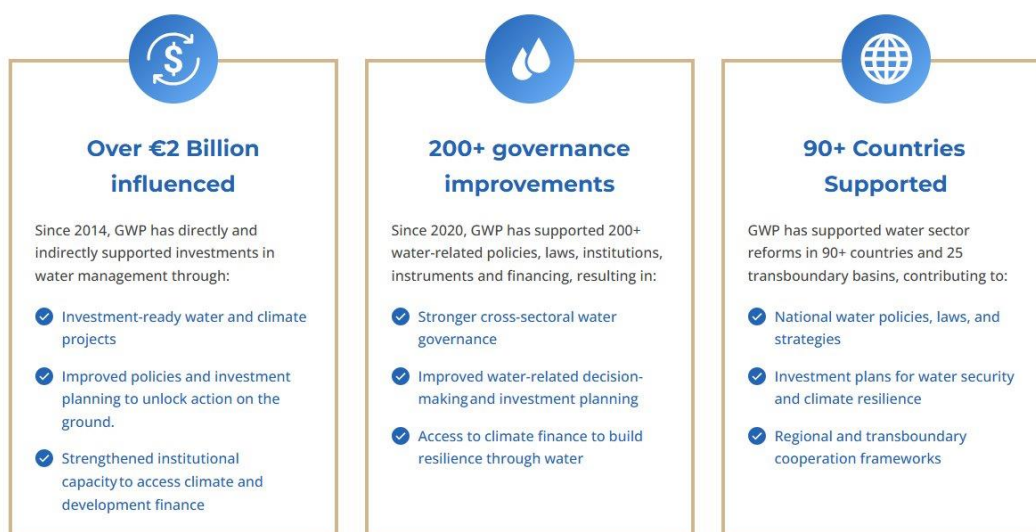 $
Over €2 Billion
influenced
Since 2014, GWP has directly and
indirectly supported investments in
water management through:
Investment-ready water and climate
projects
Improved policies and investment
planning to unlock action on the
ground.
Strengthened institutional
capacity to access climate and
development finance
200+ governance
improvements
Since 2020, GWP has supported 200+
water-related policies, laws, institutions,
instruments and financing, resulting in:
Stronger cross-sectoral water
governance
Improved water-related decision-
making and investment planning
Access to climate finance to build
resilience through water
90+ Countries
Supported
GWP has supported water sector
reforms in 90+ countries and 25
transboundary basins, contributing to:
National water policies, laws, and
strategies
Investment plans for water security
and climate resilience
Regional and transboundary
cooperation frameworks